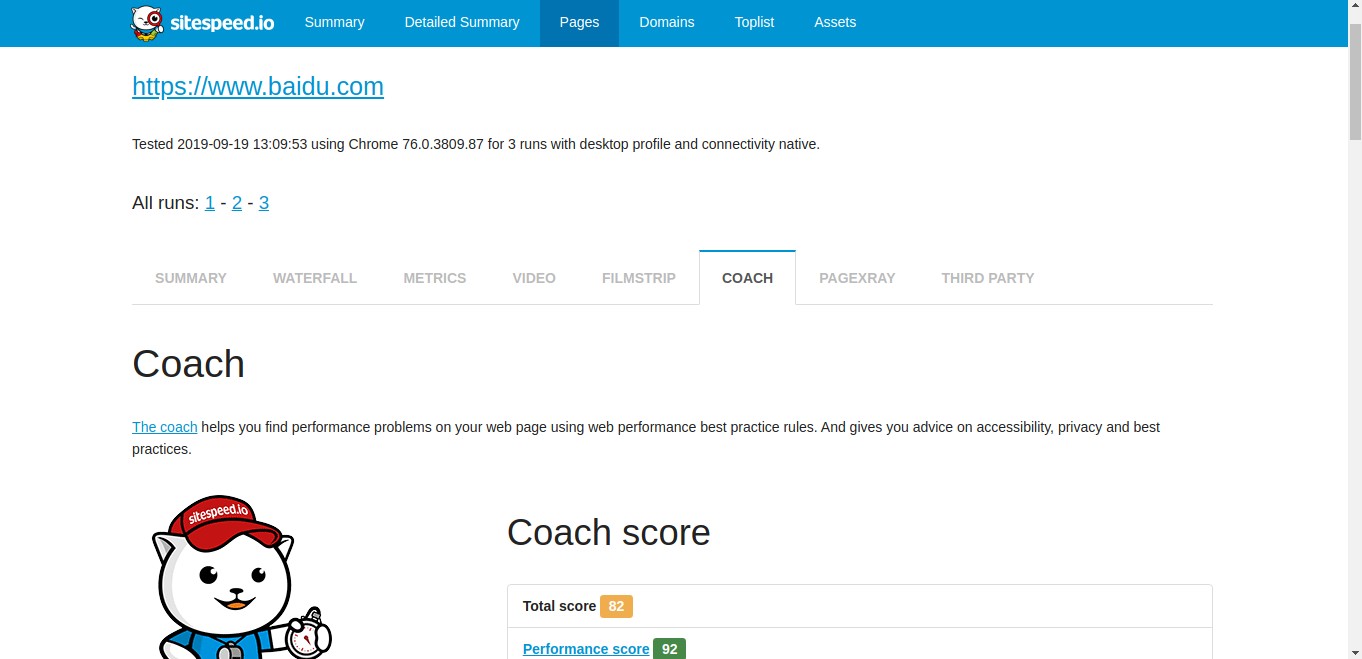 sitespeed.io Summary Detailed Summary Pages Domains Toplist Assets
https://www.baidu.com
Tested 2019-09-19 13:09:53 using Chrome 76.0.3809.87 for 3 runs with desktop profile and connectivity native.
All runs: 1 - 2 - 3
SUMMARY WATERFALL METRICS VIDEO FILMSTRIP COACH PAGEXRAY THIRD PARTY
Coach
The coach helps you find performance problems on your web page using web performance best practice rules. And gives you advice on accessibility, privacy and best
practices.
sitespeed.io
Coach score
Total score 82
Performance score 92